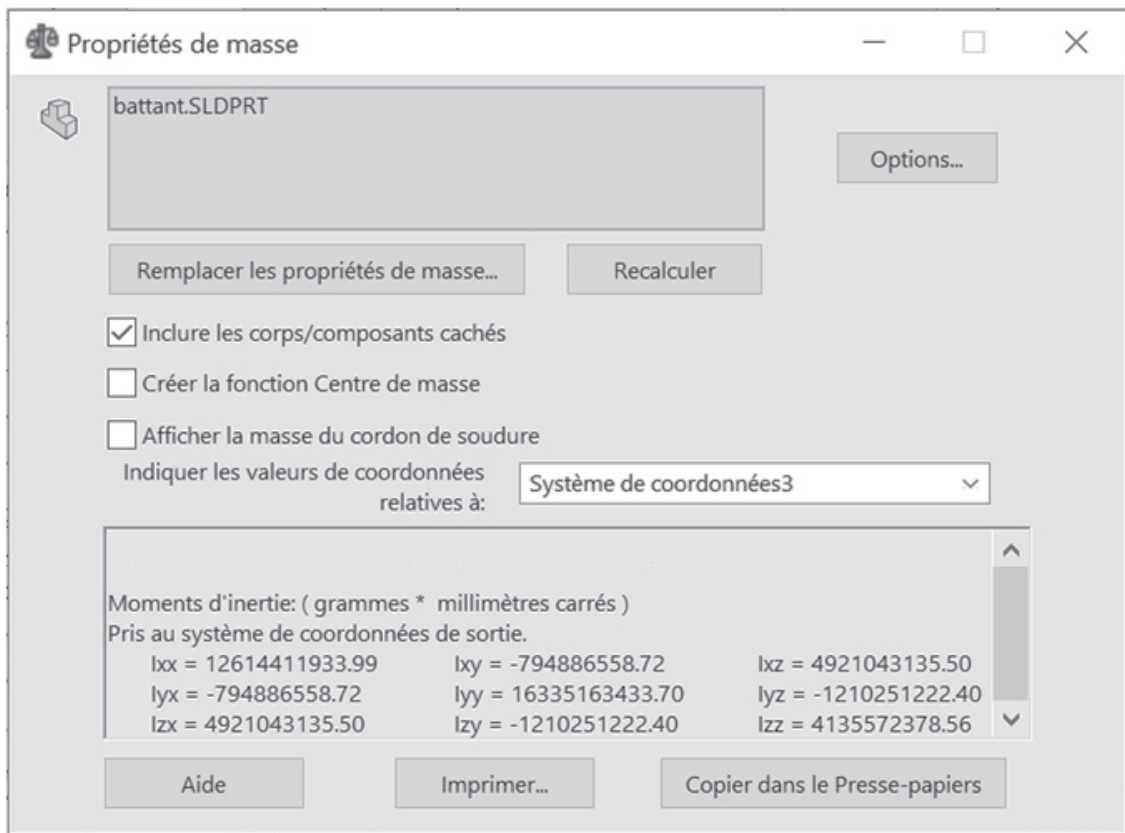 Propriétés de masse
battant.SLDPRT
Options...
Remplacer les propriétés de masse...
Recalculer
Inclure les corps/composants cachés
Créer la fonction Centre de masse
Afficher la masse du cordon de soudure
Indiquer les valeurs de coordonnées
relatives à:
Système de coordonnées3
Moments d'inertie: ( grammes * millimètres carrés )
Pris au système de coordonnées de sortie.
Ixx = 12614411933.99 Ixy = -794886558.72 Ixz = 4921043135.50
Iyx = -794886558.72 Iyy = 16335163433.70 Iyz = -1210251222.40
Izx = 4921043135.50 Izy = -1210251222.40 Izz = 4135572378.56
Aide
Imprimer...
Copier dans le Presse-papiers